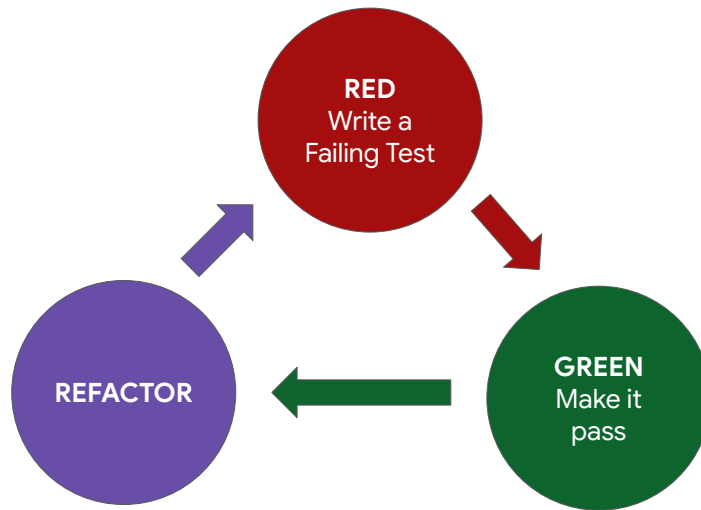 RED
Write a
Failing Test
REFACTOR
GREEN
Make it
pass